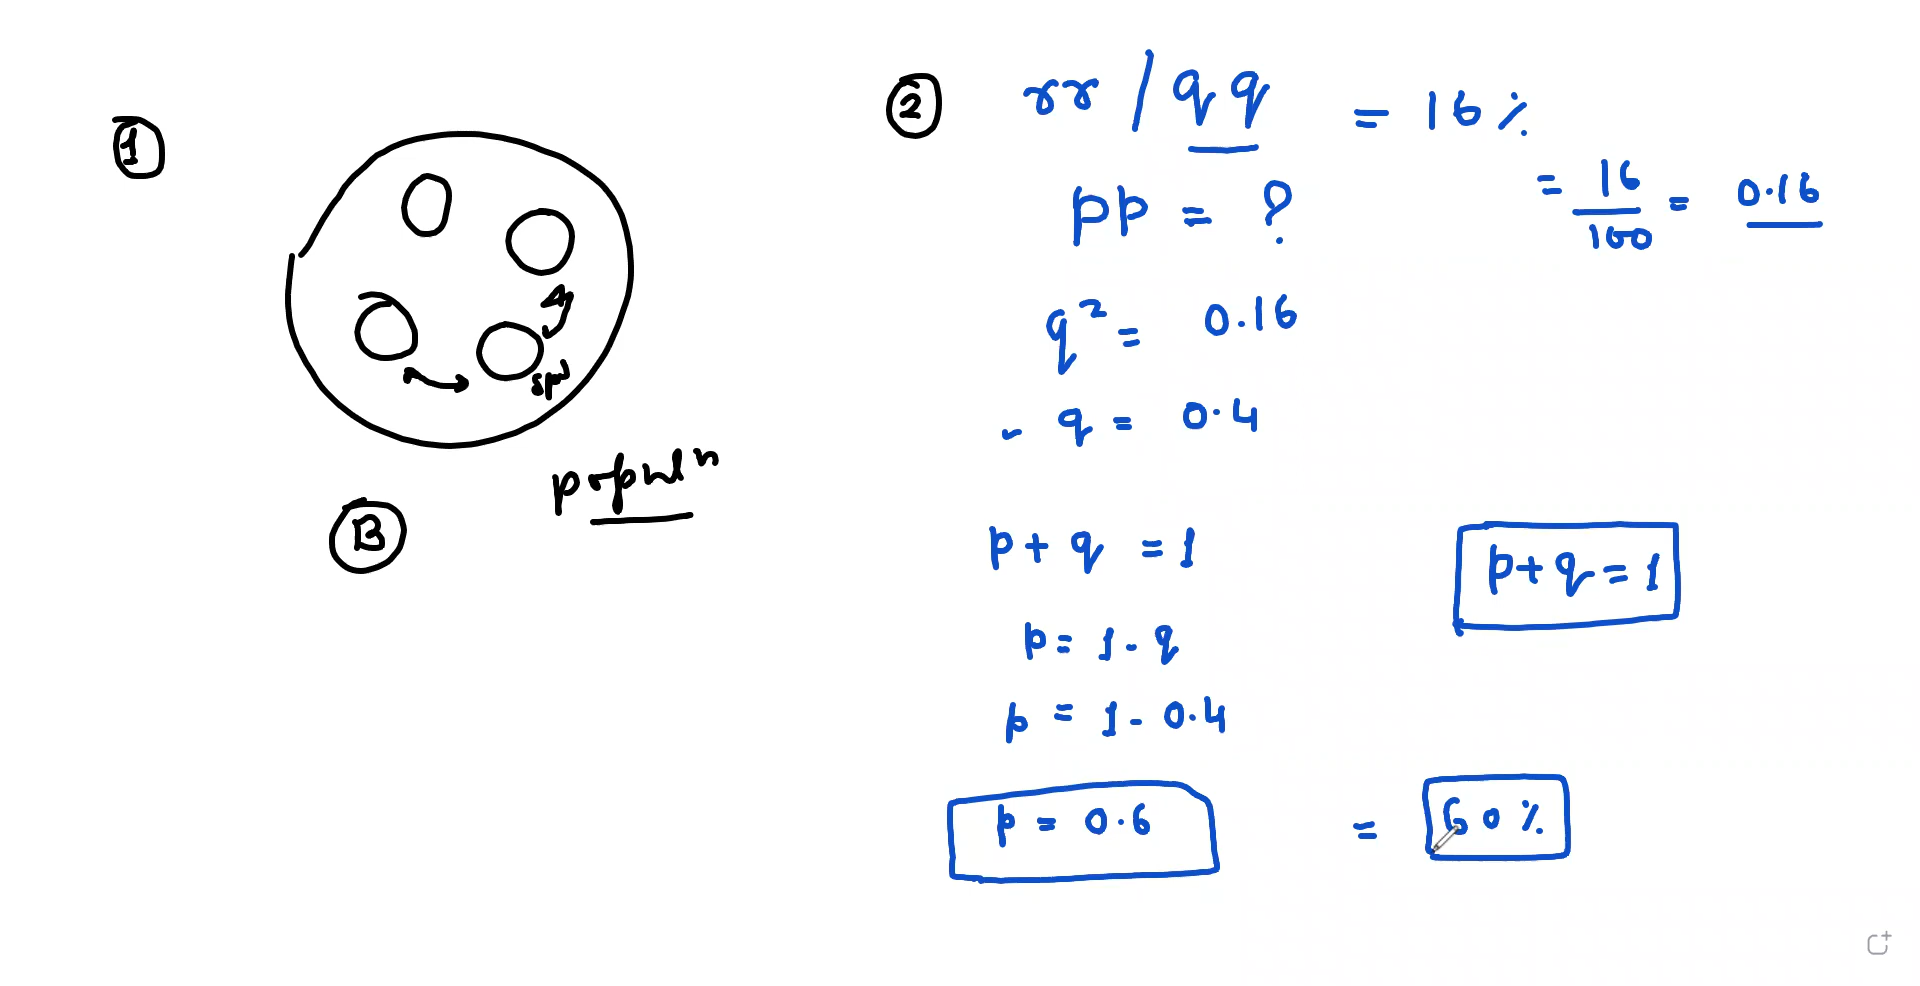 1
B
popul^n
2
rr / qq = 16%
= 16/100 = 0.16
pp = ?
q² = 0.16
- q = 0.4
p + q = 1
p + q = 1
p = 1 - q
p = 1 - 0.4
p = 0.6 = 60%